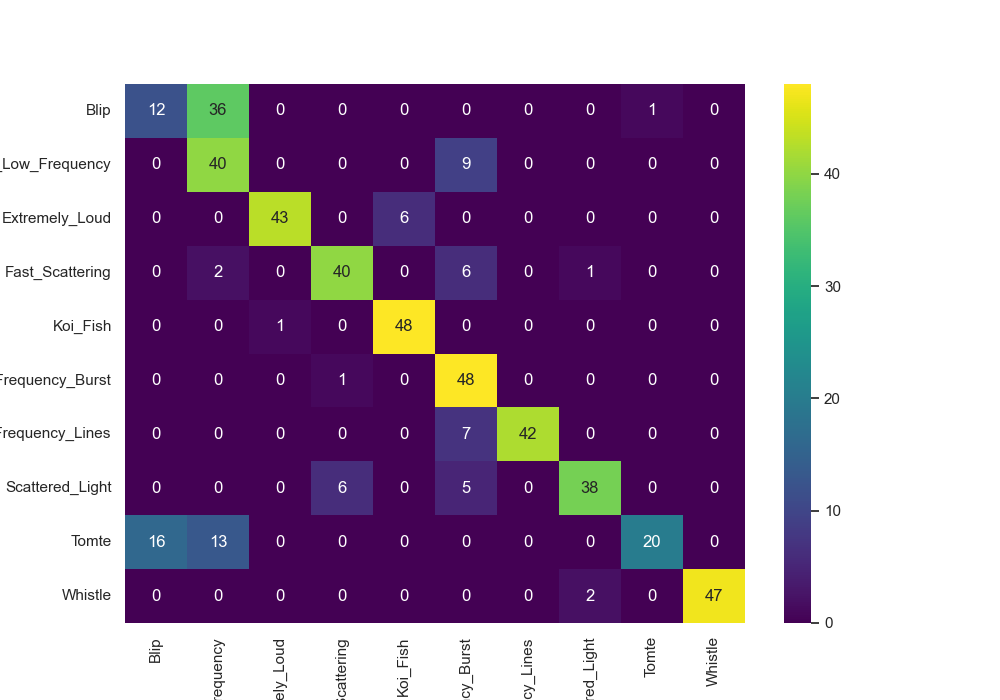 Blip 12 36 0 0 0 0 0 0 1 0
_Low_Frequency 0 40 0 0 0 9 0 0 0 0
Extremely_Loud 0 0 43 0 6 0 0 0 0 0
Fast_Scattering 0 2 0 40 0 6 0 1 0 0
Koi_Fish 0 0 1 0 48 0 0 0 0 0
Frequency_Burst 0 0 0 1 0 48 0 0 0 0
Frequency_Lines 0 0 0 0 0 7 42 0 0 0
Scattered_Light 0 0 0 6 0 5 0 38 0 0
Tomte 16 13 0 0 0 0 0 0 20 0
Whistle 0 0 0 0 0 0 0 2 0 47
Blip
requency
ely_Loud
cattering
Koi_Fish
cy_Burst
cy_Lines
red_Light
Tomte
Whistle
40
30
20
10
0